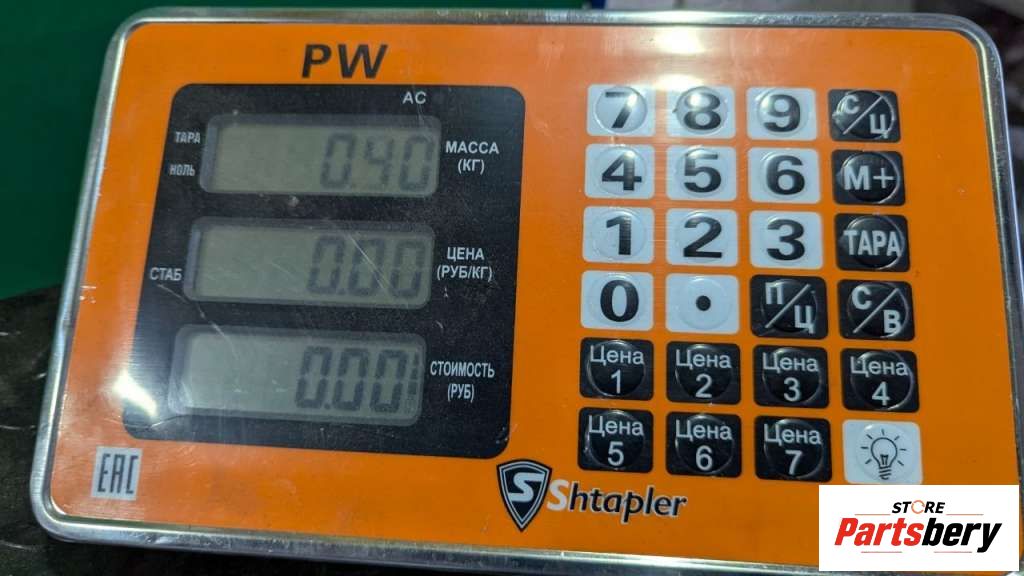 PW
AC
ТАРА
НОЛЬ
0.40
МАССА
(КГ)
СТАБ
0.00
ЦЕНА
(РУБ/КГ)
0.00
СТОИМОСТЬ
(РУБ)
7 8 9 С/Ц
4 5 6 М+
1 2 3 ТАРА
0 • П/Ц С/В
Цена 1 Цена 2 Цена 3 Цена 4
Цена 5 Цена 6 Цена 7
EAC
S Shtapler
STORE
Partsbery